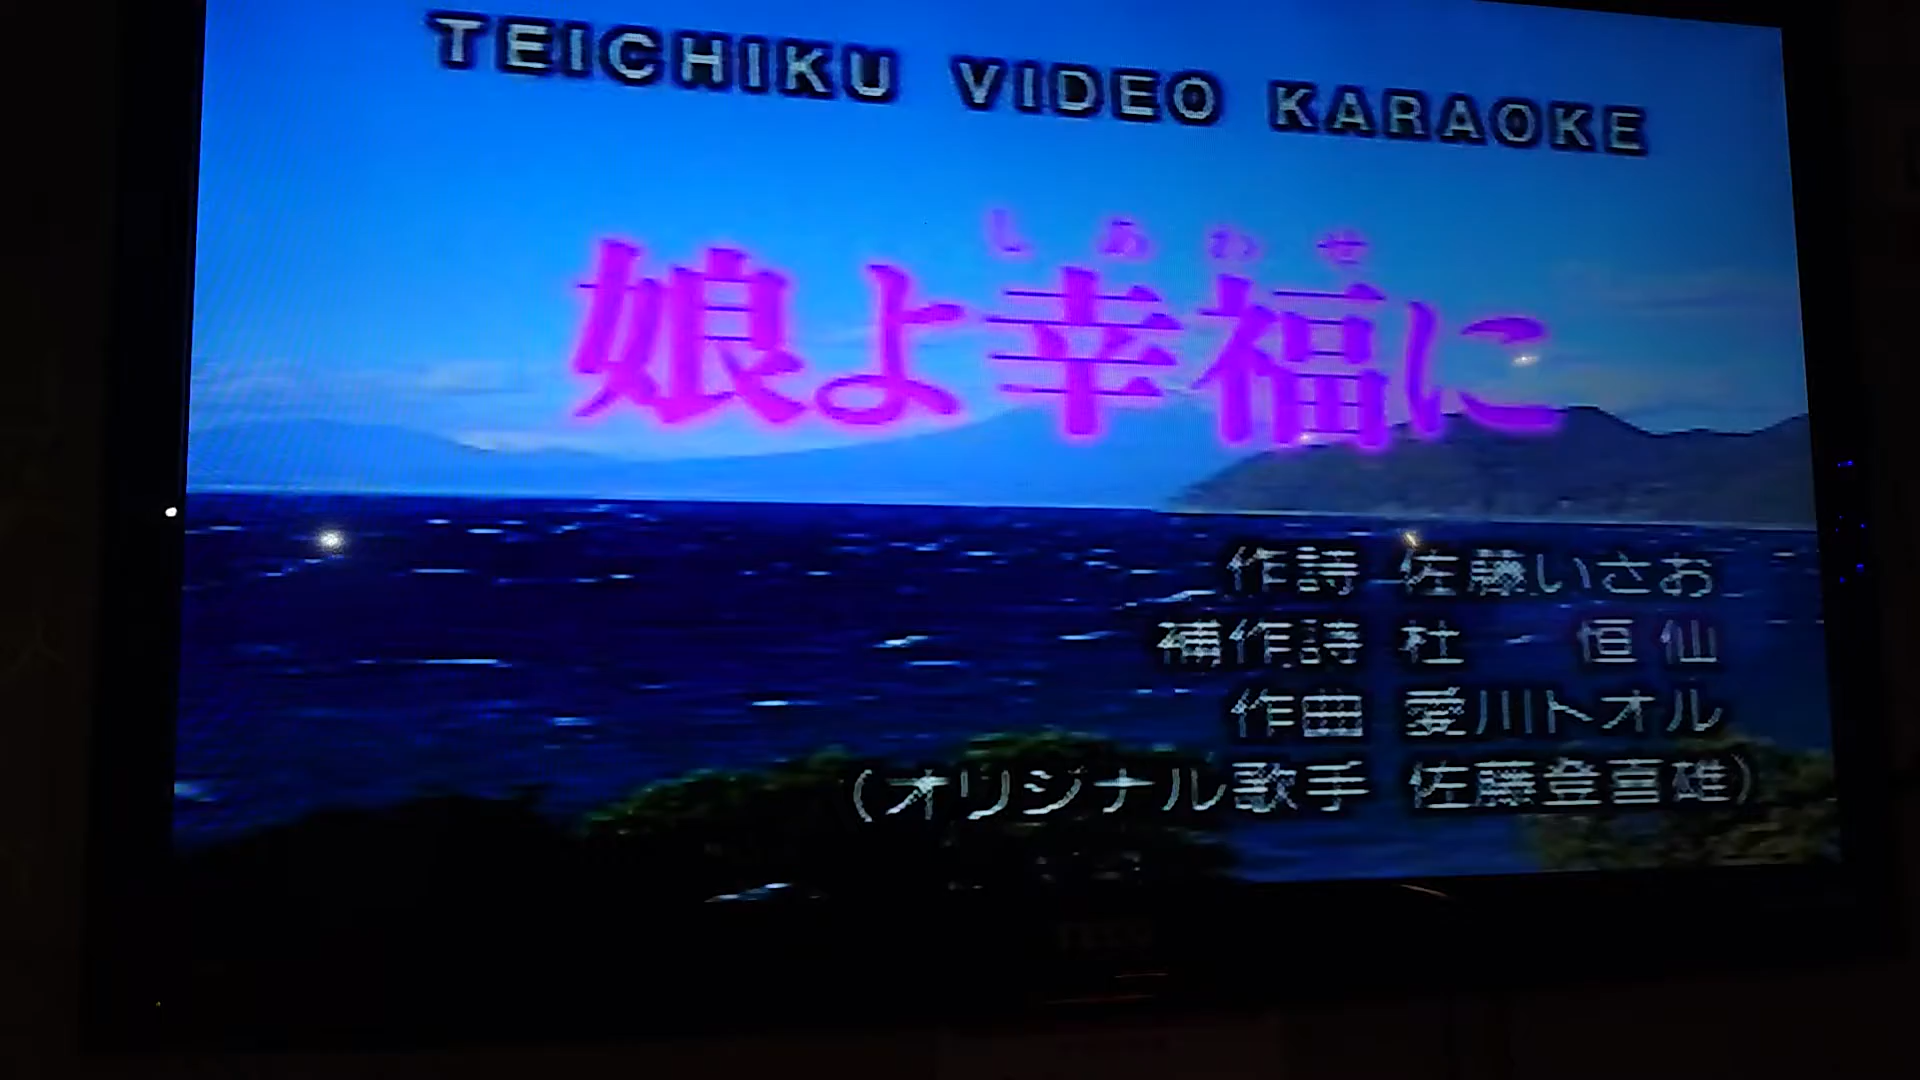 TEICHIKU VIDEO KARAOKE
しあわせ
娘よ幸福に
作詩 佐藤いさお
補作詩 杜 恒仙
作曲 愛川トオル
(オリジナル歌手 佐藤登喜雄)
TECO